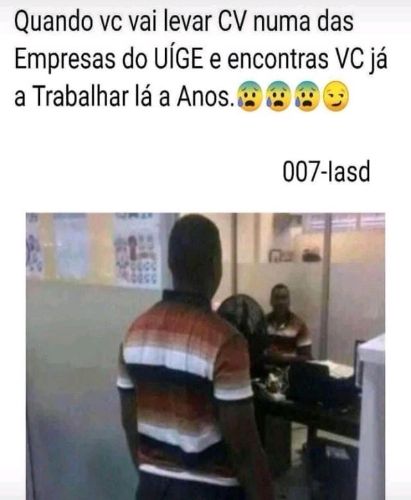 Quando vc vai levar CV numa das
Empresas do UÍGE e encontras VC já
a Trabalhar lá a Anos.😰😰😰😏
007-lasd